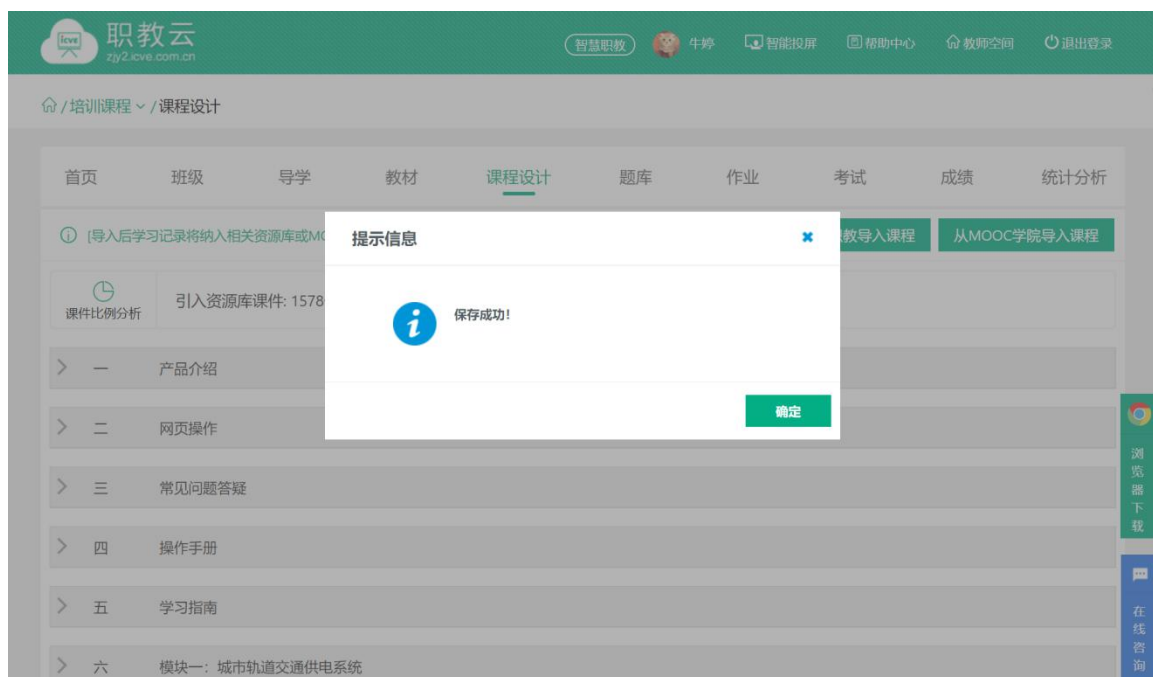 icve 职教云
zjy2.icve.com.cn
智慧职教 牛婷 智能投屏 帮助中心 教师空间 退出登录
/培训课程 /课程设计
首页 班级 导学 教材 课程设计 题库 作业 考试 成绩 统计分析
[导入后学习记录将纳入相关资源库或MO
教导入课程 从MOOC学院导入课程
提示信息
课件比例分析 引入资源库课件: 1578
保存成功!
确定
一 产品介绍
二 网页操作
三 常见问题答疑
四 操作手册
五 学习指南
六 模块一：城市轨道交通供电系统
浏览器下载
在线咨询